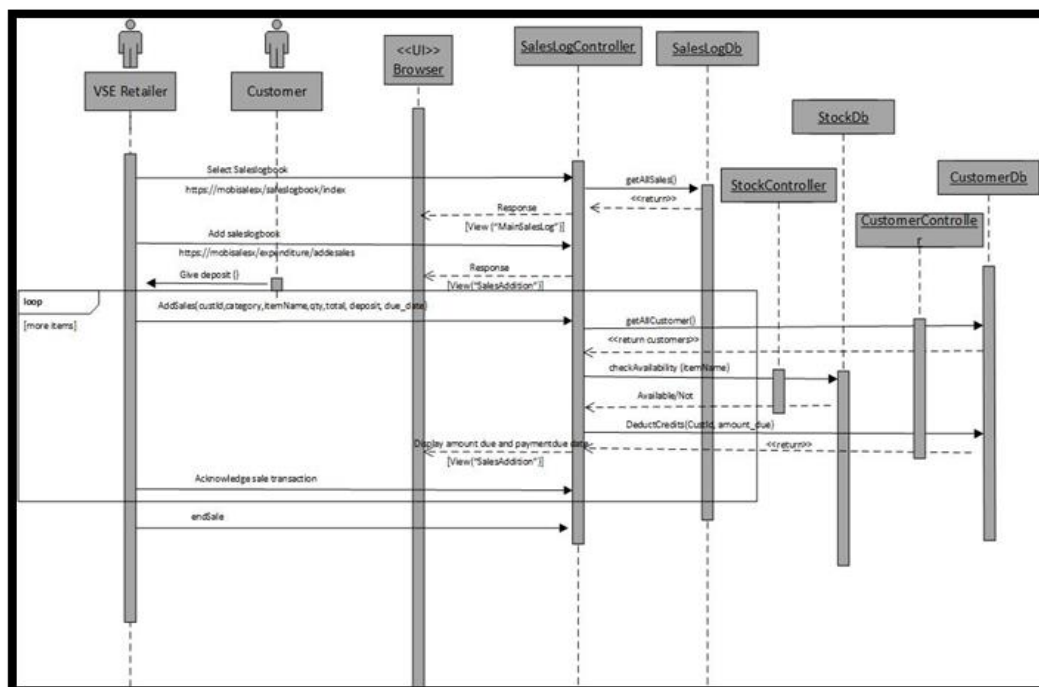 VSE Retailer
Customer
<<UI>>
Browser
SalesLogController
SalesLogDb
StockDb
StockController
CustomerDb
CustomerControlle
r
Select Saleslogbook
https://mobisalesx/saleslogbook/index
getAllSales()
<<return>>
Response
[View ("MainSalesLog")]
Add saleslogbook
https://mobisalesx/expenditure/addesales
Response
[View("SalesAddition")]
Give deposit ()
loop
[more items]
AddSales(custId,category,itemName,qty,total, deposit, due_date)
getAllCustomer()
<<return customers>>
checkAvailability (itemName)
Available/Not
DeductCredits(CustId, amount_due)
<<return>>
Display amount due and paymentdue date
[View("SalesAddition")]
Acknowledge sale transaction
endSale